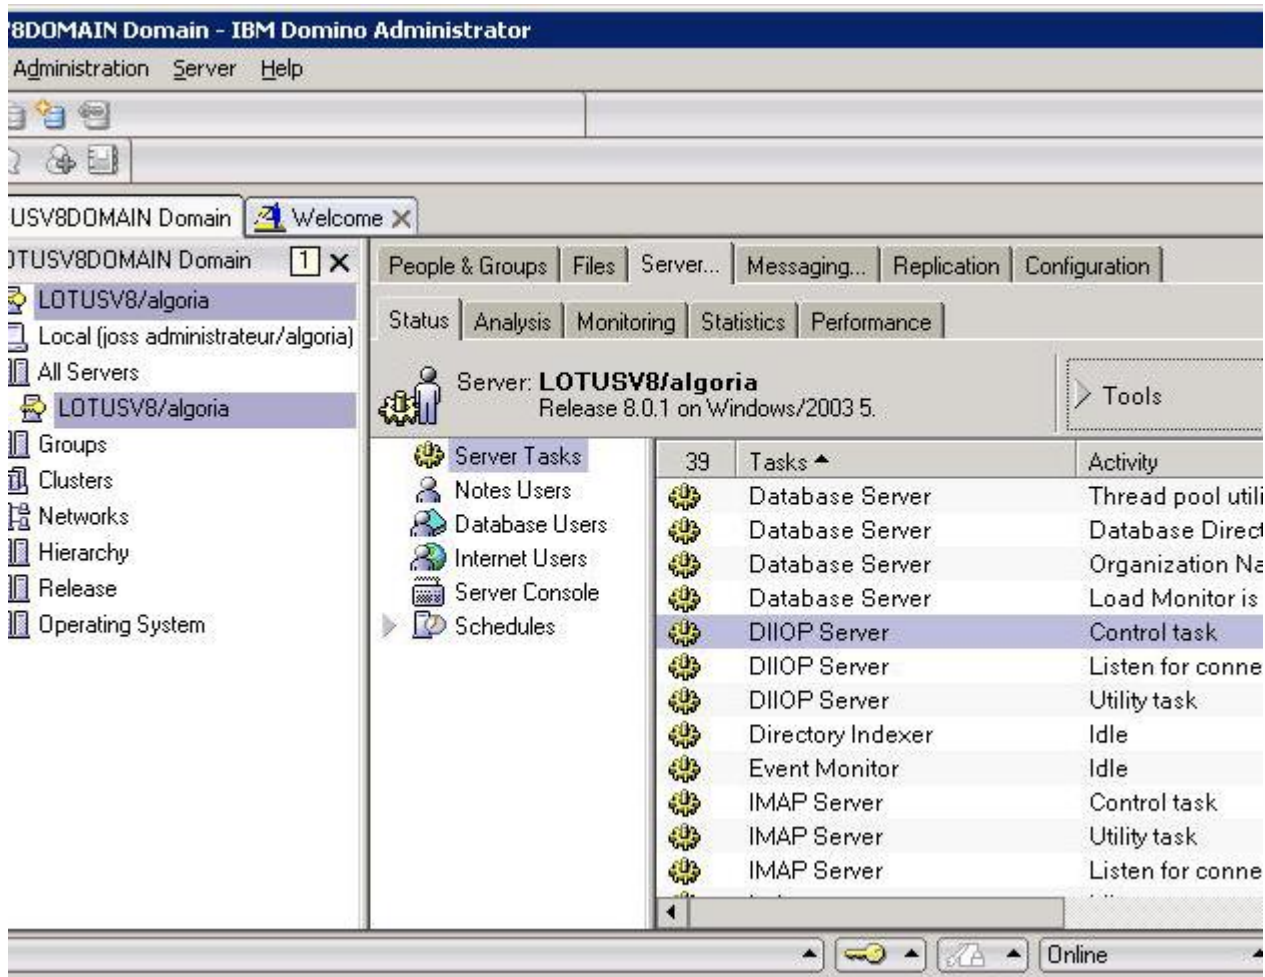 V8DOMAIN Domain - IBM Domino Administrator
Administration Server Help
USV8DOMAIN Domain Welcome
OTUSV8DOMAIN Domain 1
People & Groups Files Server... Messaging... Replication Configuration
LOTUSV8/algoria
Local (joss administrateur/algoria)
All Servers
LOTUSV8/algoria
Groups
Clusters
Networks
Hierarchy
Release
Operating System
Status Analysis Monitoring Statistics Performance
Server: LOTUSV8/algoria
Release 8.0.1 on Windows/2003 5.
Tools
Server Tasks
Notes Users
Database Users
Internet Users
Server Console
Schedules
39 Tasks Activity
Database Server Thread pool utili
Database Server Database Direct
Database Server Organization Na
Database Server Load Monitor is
DIIOP Server Control task
DIIOP Server Listen for conne
DIIOP Server Utility task
Directory Indexer Idle
Event Monitor Idle
IMAP Server Control task
IMAP Server Utility task
IMAP Server Listen for conne
Online